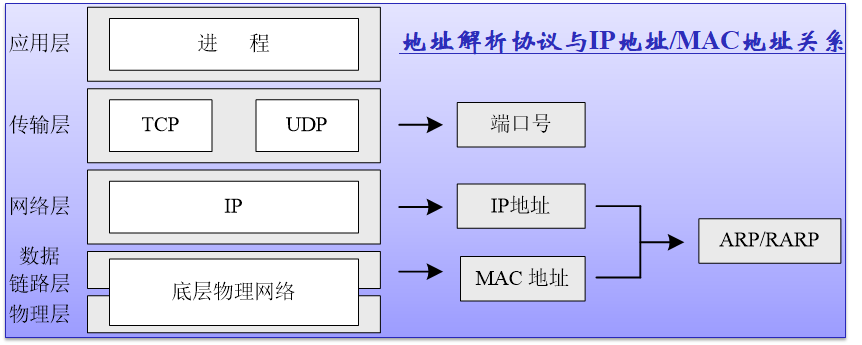 地址解析协议与IP地址/MAC地址关系
应用层
进 程
传输层
TCP
UDP
端口号
网络层
IP
IP地址
ARP/RARP
数据
链路层
底层物理网络
MAC 地址
物理层